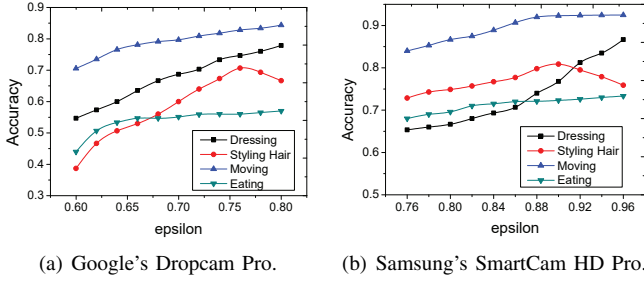 0.9
0.8
0.7
0.6
0.5
0.4
0.3
Accuracy
0.60 0.65 0.70 0.75 0.80
epsilon
Dressing
Styling Hair
Moving
Eating
(a) Google's Dropcam Pro.
0.9
0.8
0.7
0.6
0.5
Accuracy
0.76 0.80 0.84 0.88 0.92 0.96
epsilon
Dressing
Styling Hair
Moving
Eating
(b) Samsung's SmartCam HD Pro.